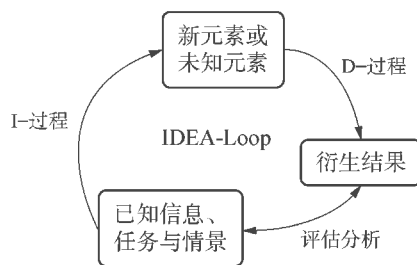 新元素或
未知元素
D-过程
I-过程
IDEA-Loop
衍生结果
已知信息、
任务与情景
评估分析